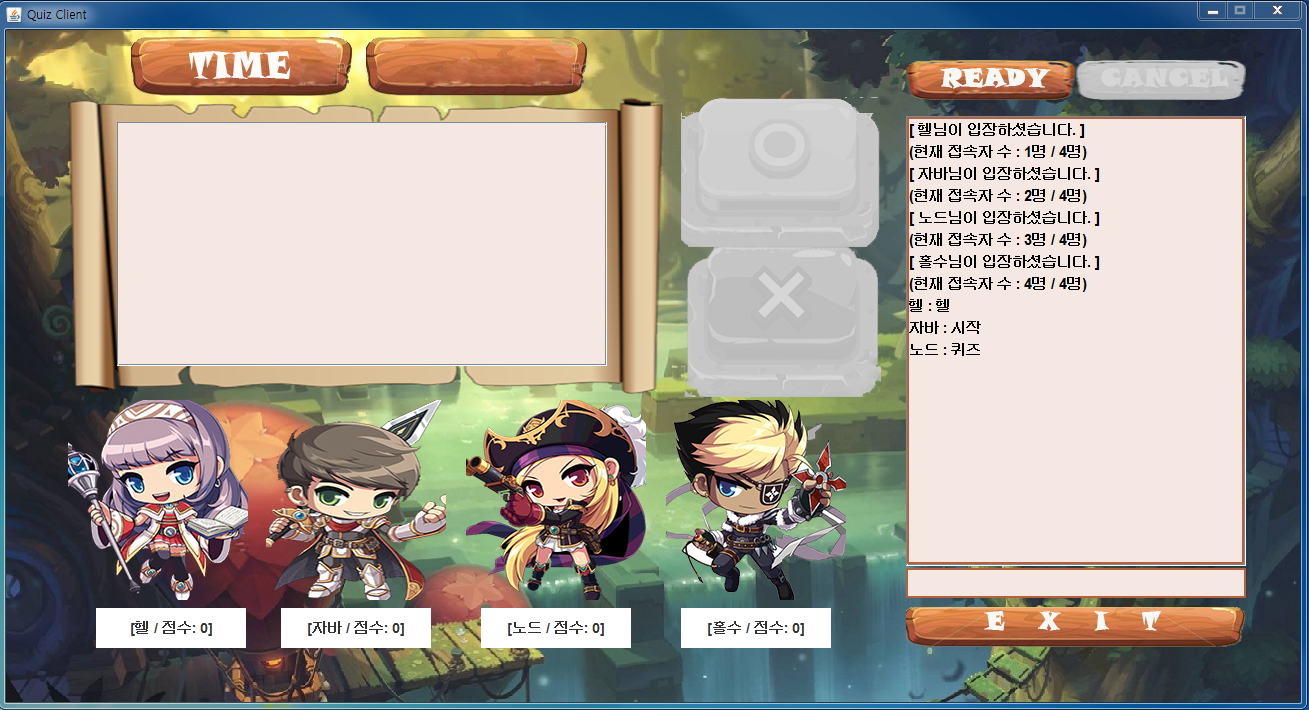 Quiz Client
TIME
READY
CANCEL
[ 헬님이 입장하셨습니다. ]
(현재 접속자 수 : 1명 / 4명)
[ 자바님이 입장하셨습니다. ]
(현재 접속자 수 : 2명 / 4명)
[ 노드님이 입장하셨습니다. ]
(현재 접속자 수 : 3명 / 4명)
[ 홀수님이 입장하셨습니다. ]
(현재 접속자 수 : 4명 / 4명)
헬 : 헬
자바 : 시작
노드 : 퀴즈
[헬 / 점수: 0]
[자바 / 점수: 0]
[노드 / 점수: 0]
[홀수 / 점수: 0]
E X I T